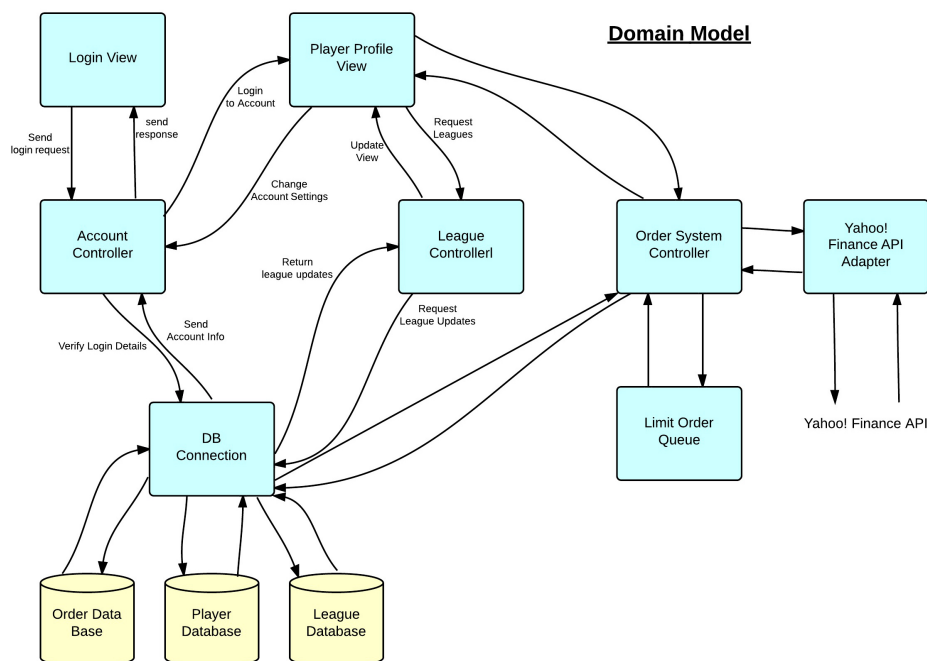 Domain Model
Login View
Player Profile
View
Login
to Account
send
response
Send
login request
Request
Leagues
Update
View
Change
Account Settings
Account
Controller
League
Controllerl
Order System
Controller
Yahoo!
Finance API
Adapter
Return
league updates
Request
League Updates
Send
Account Info
Verify Login Details
DB
Connection
Limit Order
Queue
Yahoo! Finance API
Order Data
Base
Player
Database
League
Database